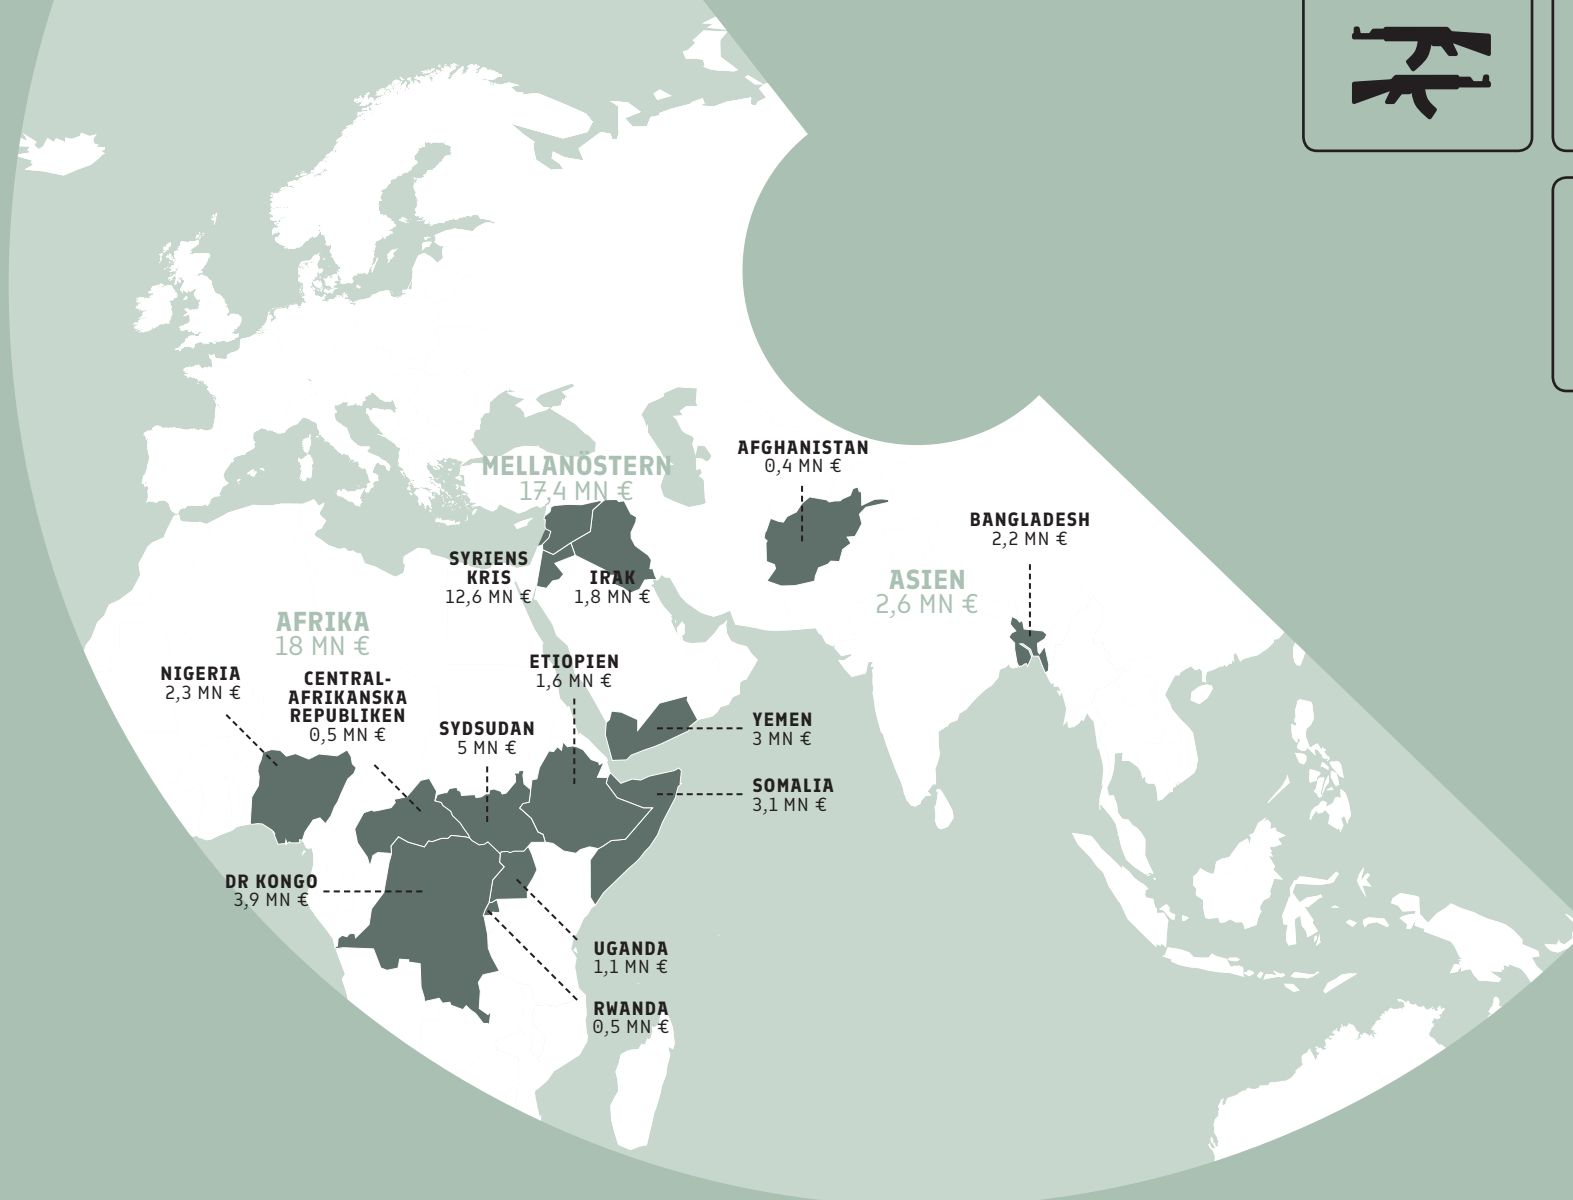 AFGHANISTAN
0,4 MN €
MELLANÖSTERN
17,4 MN €
BANGLADESH
2,2 MN €
SYRIENS
KRIS
12,6 MN €
IRAK
1,8 MN €
ASIEN
2,6 MN €
AFRIKA
18 MN €
NIGERIA
2,3 MN €
CENTRAL-
AFRIKANSKA
REPUBLIKEN
0,5 MN €
ETIOPIEN
1,6 MN €
SYDSUDAN
5 MN €
YEMEN
3 MN €
SOMALIA
3,1 MN €
DR KONGO
3,9 MN €
UGANDA
1,1 MN €
RWANDA
0,5 MN €